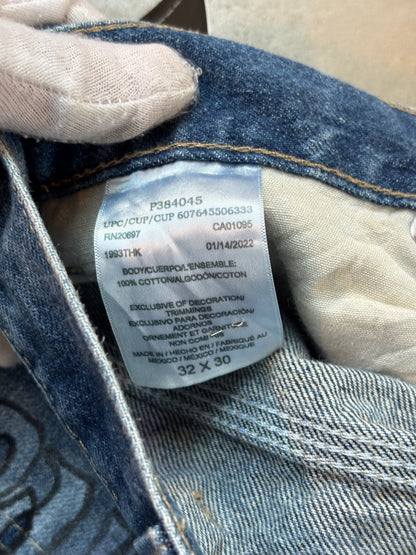 P384045
UPC/CUP/CUP 607645506333
RN20697 CA01095
1993THK 01/14/2022
BODY/CUERPO/L'ENSEMBLE:
100% COTTON/ALGODÓN/COTON
EXCLUSIVE OF DECORATION/
TRIMMINGS
EXCLUSIVO PARA DECORACIÓN/
ADORNOS
ORNEMENT ET GARNITURE
NON COMPRIS
MADE IN / HECHO EN / FABRIQUÉ AU
MEXICO / MÉXICO / MEXIQUE
32 X 30